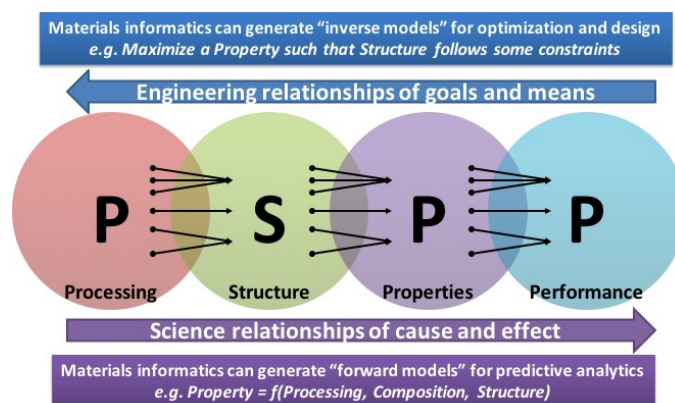 Materials informatics can generate “inverse models” for optimization and design
e.g. Maximize a Property such that Structure follows some constraints
Engineering relationships of goals and means
P S P P
Processing Structure Properties Performance
Science relationships of cause and effect
Materials informatics can generate “forward models” for predictive analytics
e.g. Property = f(Processing, Composition, Structure)